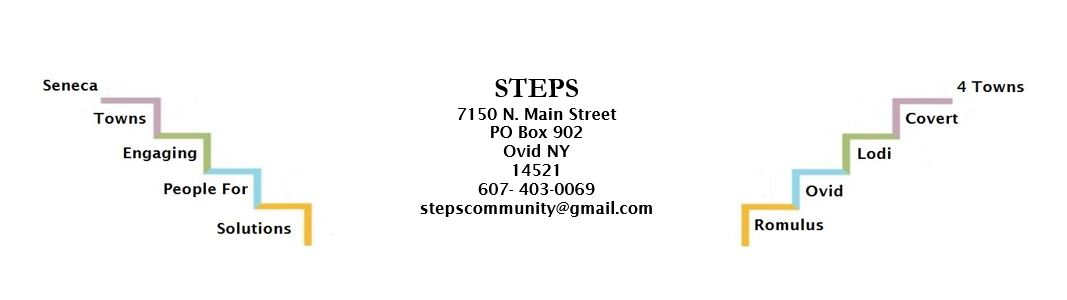 Seneca
Towns
Engaging
People For
Solutions
STEPS
7150 N. Main Street
PO Box 902
Ovid NY
14521
607- 403-0069
stepscommunity@gmail.com
4 Towns
Covert
Lodi
Ovid
Romulus